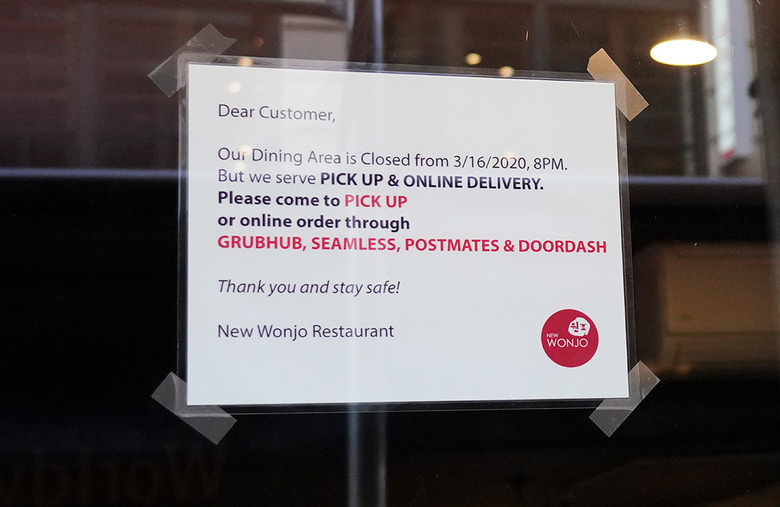 Dear Customer,
Our Dining Area is Closed from 3/16/2020, 8PM.
But we serve PICK UP & ONLINE DELIVERY.
Please come to PICK UP
or online order through
GRUBHUB, SEAMLESS, POSTMATES & DOORDASH
Thank you and stay safe!
New Wonjo Restaurant
원조
NEW
WONJO